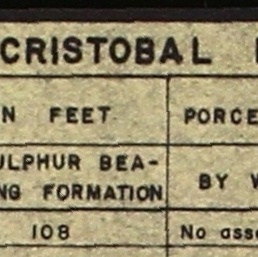 CRISTOBAL
N FEET
PORCE
ULPHUR BEA-
NG FORMATION
BY
108
No asse